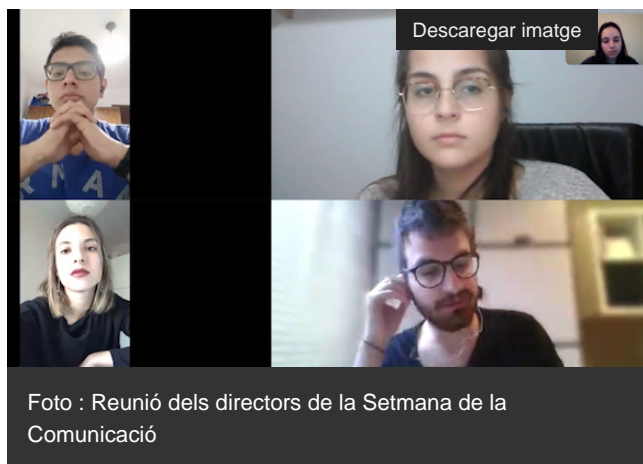 Descaregar imatge
Foto : Reunió dels directors de la Setmana de la
Comunicació